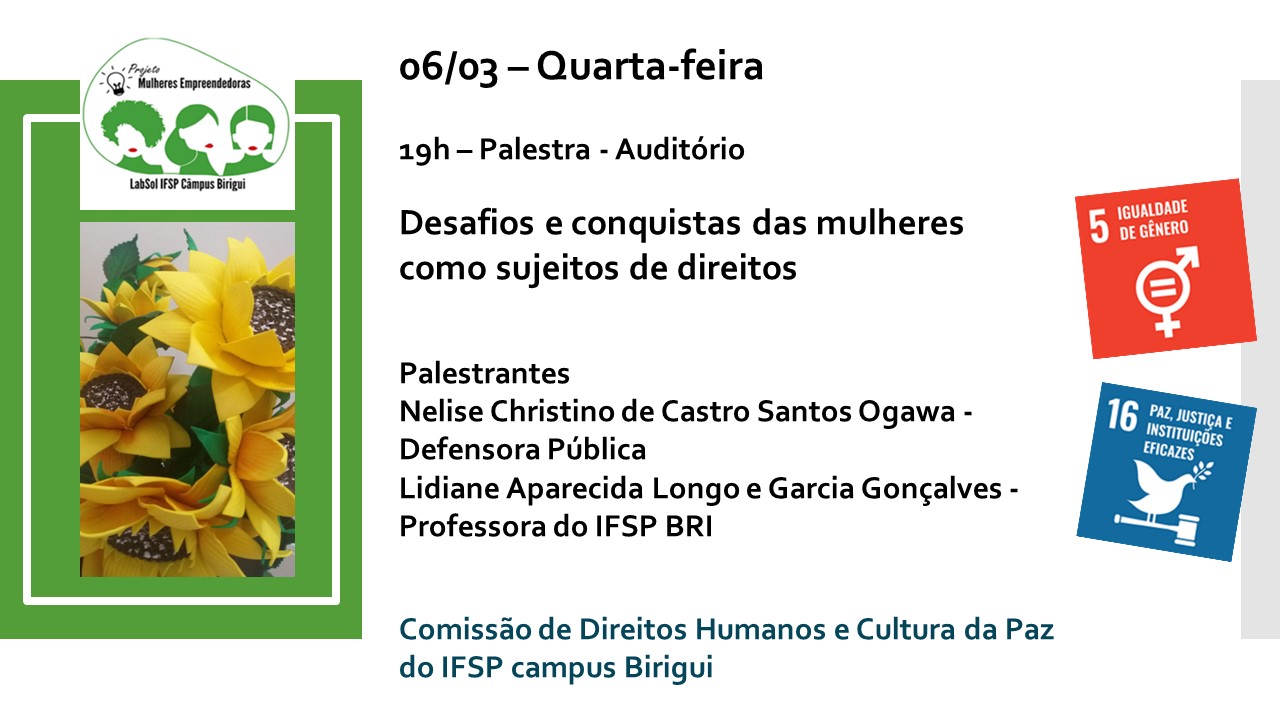 Projeto
Mulheres Empreendedoras
LabSol IFSP Câmpus Birigui
06/03 – Quarta-feira
19h – Palestra - Auditório
Desafios e conquistas das mulheres
como sujeitos de direitos
Palestrantes
Nelise Christino de Castro Santos Ogawa -
Defensora Pública
Lidiane Aparecida Longo e Garcia Gonçalves -
Professora do IFSP BRI
Comissão de Direitos Humanos e Cultura da Paz
do IFSP campus Birigui
5 IGUALDADE
DE GÊNERO
16 PAZ, JUSTIÇA E
INSTITUIÇÕES
EFICAZES